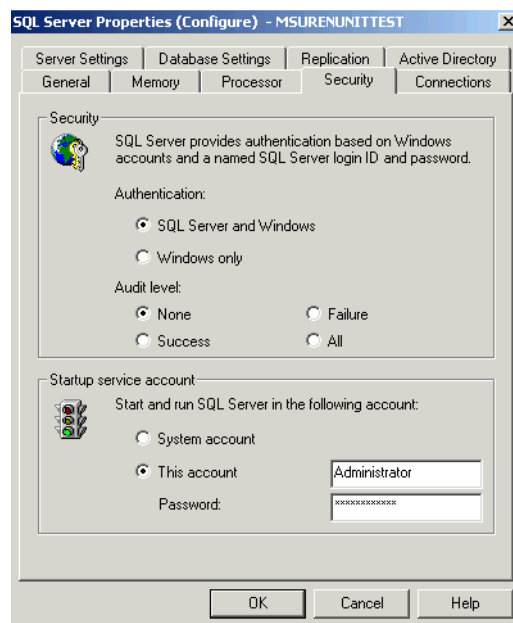 SQL Server Properties (Configure) - MSURENUNITTEST
Server Settings Database Settings Replication Active Directory
General Memory Processor Security Connections
Security
SQL Server provides authentication based on Windows
accounts and a named SQL Server login ID and password.
Authentication:
SQL Server and Windows
Windows only
Audit level:
None Failure
Success All
Startup service account
Start and run SQL Server in the following account:
System account
This account Administrator
Password: ************
OK Cancel Help